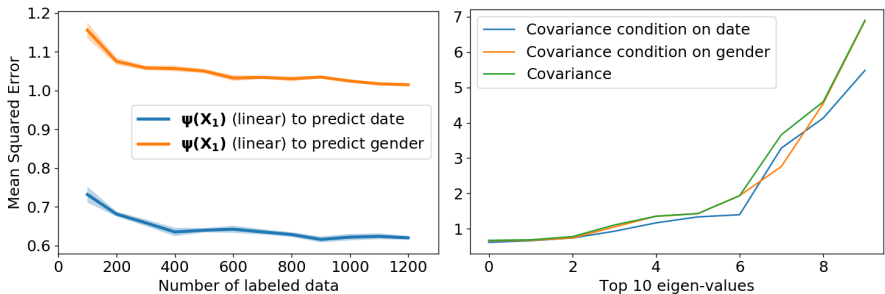 Mean Squared Error
1.2
1.1
1.0
0.9
0.8
0.7
0.6
0 200 400 600 800 1000 1200
Number of labeled data
ψ(X₁) (linear) to predict date
ψ(X₁) (linear) to predict gender
7
6
5
4
3
2
1
0 2 4 6 8
Top 10 eigen-values
Covariance condition on date
Covariance condition on gender
Covariance